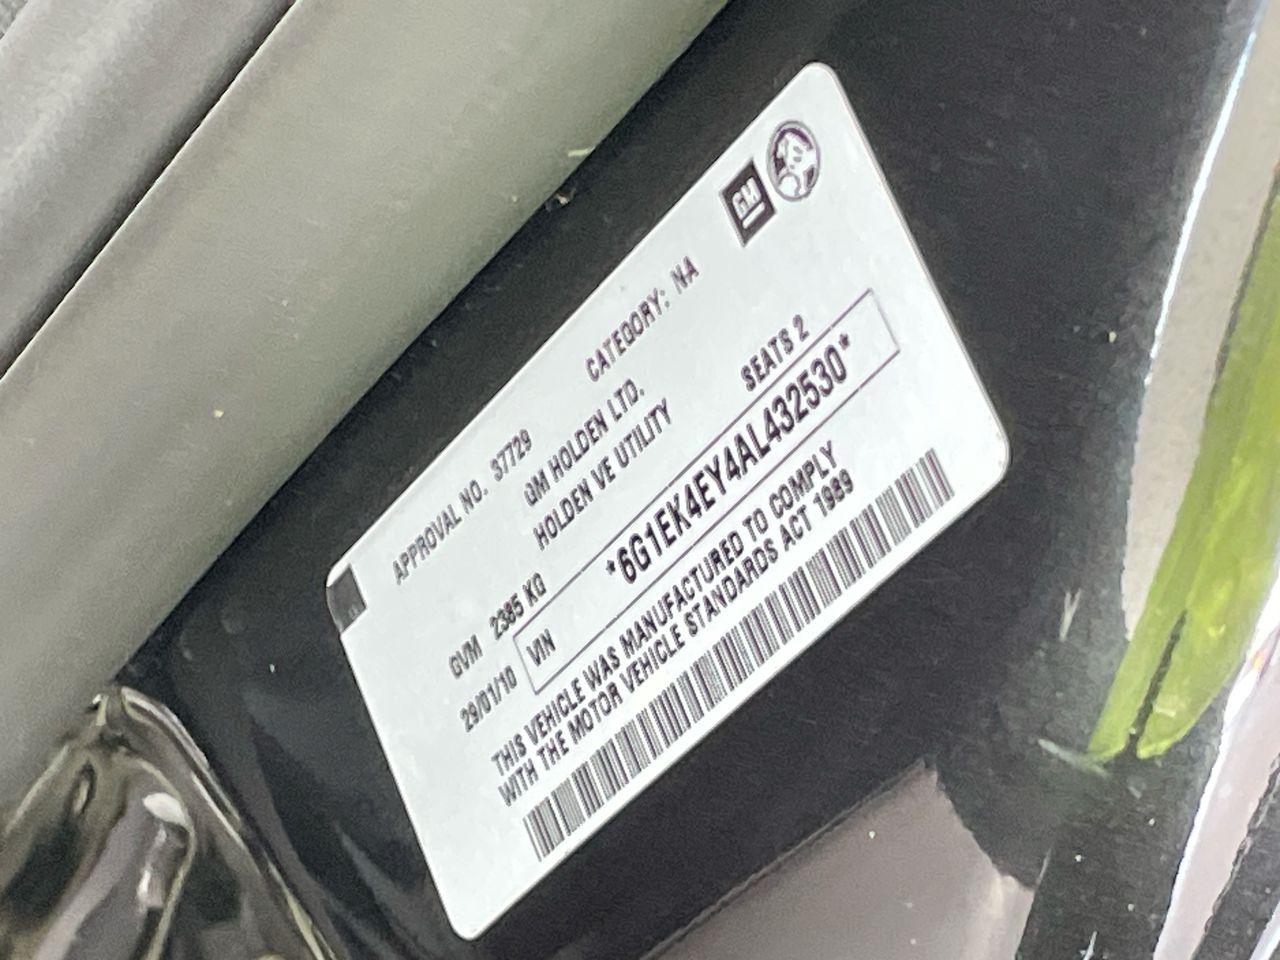 GM
APPROVAL NO. S7729 CATEGORY: NA
GM HOLDEN LTD.
HOLDEN VE UTILITY
GVM 2385 KG SEATS 2
29/01/10 VIN *6G1EK4EY4AL432530*
THIS VEHICLE WAS MANUFACTURED TO COMPLY
WITH THE MOTOR VEHICLE STANDARDS ACT 1989